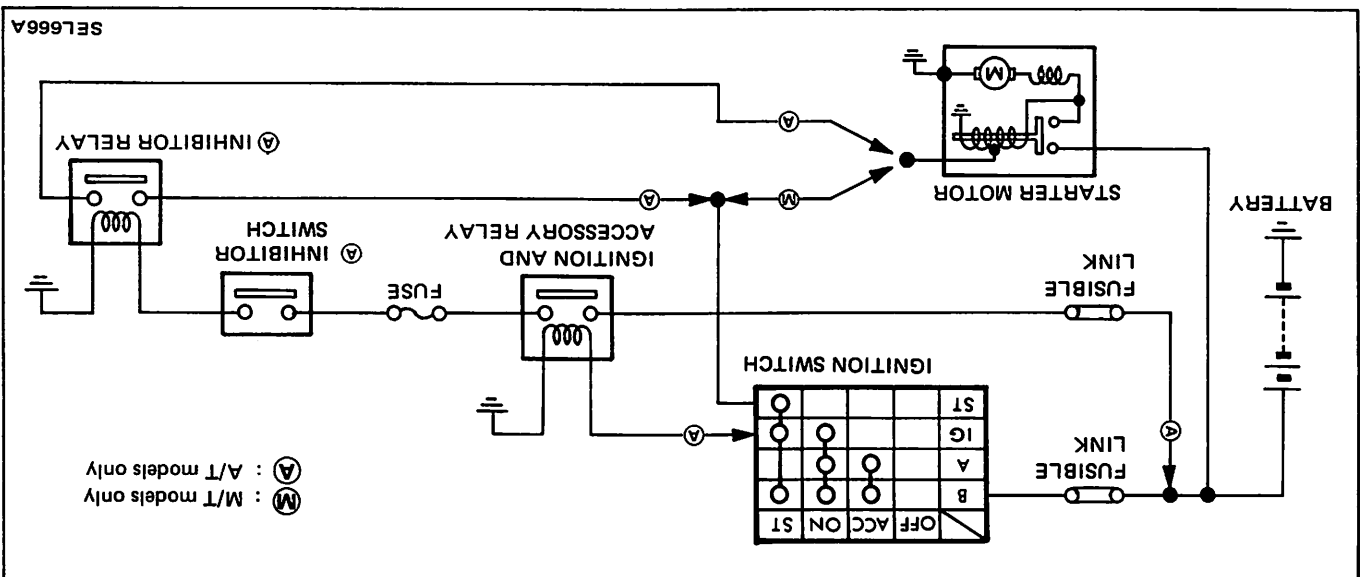 OFF ACC ON ST
B
A
IG
ST
IGNITION SWITCH
Ⓜ : M/T models only
Ⓐ : A/T models only
FUSIBLE
LINK
Ⓐ
Ⓐ
FUSIBLE
LINK
IGNITION AND
ACCESSORY RELAY
FUSE
Ⓐ INHIBITOR
SWITCH
BATTERY
STARTER MOTOR
M
Ⓜ
Ⓐ
Ⓐ
Ⓐ INHIBITOR RELAY
SEL666A